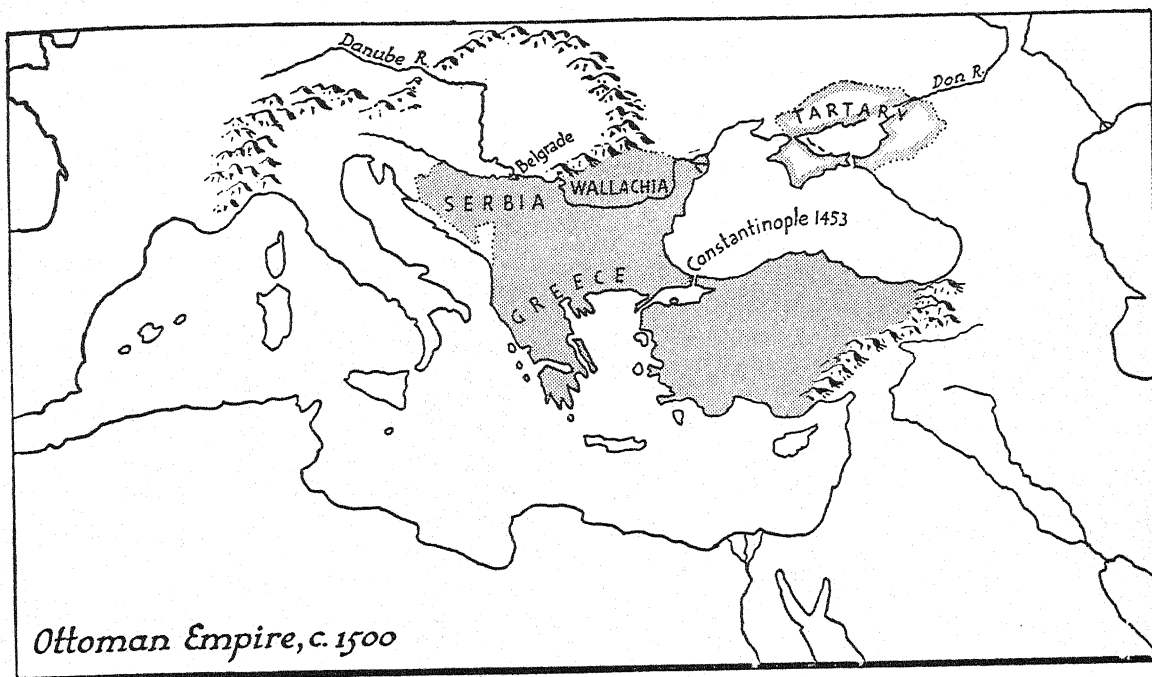 Danube R.
Don R.
TARTARY
Belgrade
WALLACHIA
SERBIA
Constantinople 1453
GREECE
Ottoman Empire, c. 1500